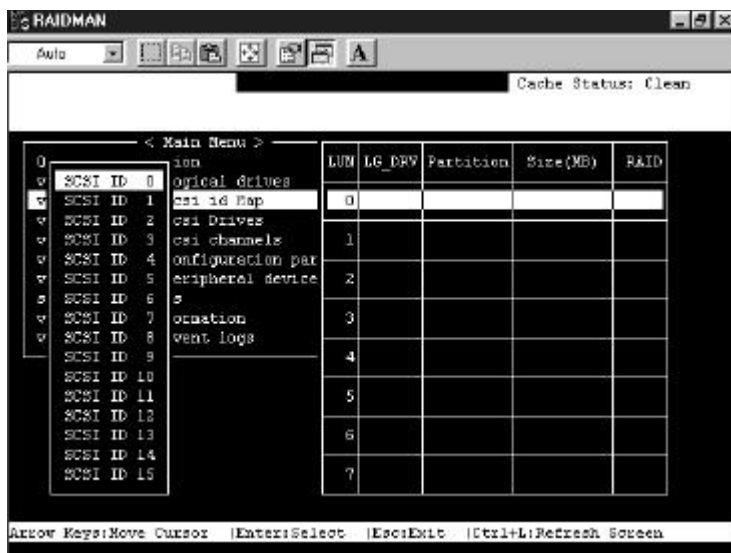 RAIDMAN
Auto
A
Cache Status: Clean
< Main Menu >
Q ion
v ogical drives
v csi id Map
v csi Drives
v csi channels
v onfiguration par
v eripheral device
s s
v ormation
v vent logs
SCSI ID 0
SCSI ID 1
SCSI ID 2
SCSI ID 3
SCSI ID 4
SCSI ID 5
SCSI ID 6
SCSI ID 7
SCSI ID 8
SCSI ID 9
SCSI ID 10
SCSI ID 11
SCSI ID 12
SCSI ID 13
SCSI ID 14
SCSI ID 15
LUN LG_DRV Partition Size(MB) RAID
0
1
2
3
4
5
6
7
Arrow Keys:Move Cursor |Enter:Select |Esc:Exit |Ctrl+L:Refresh Screen